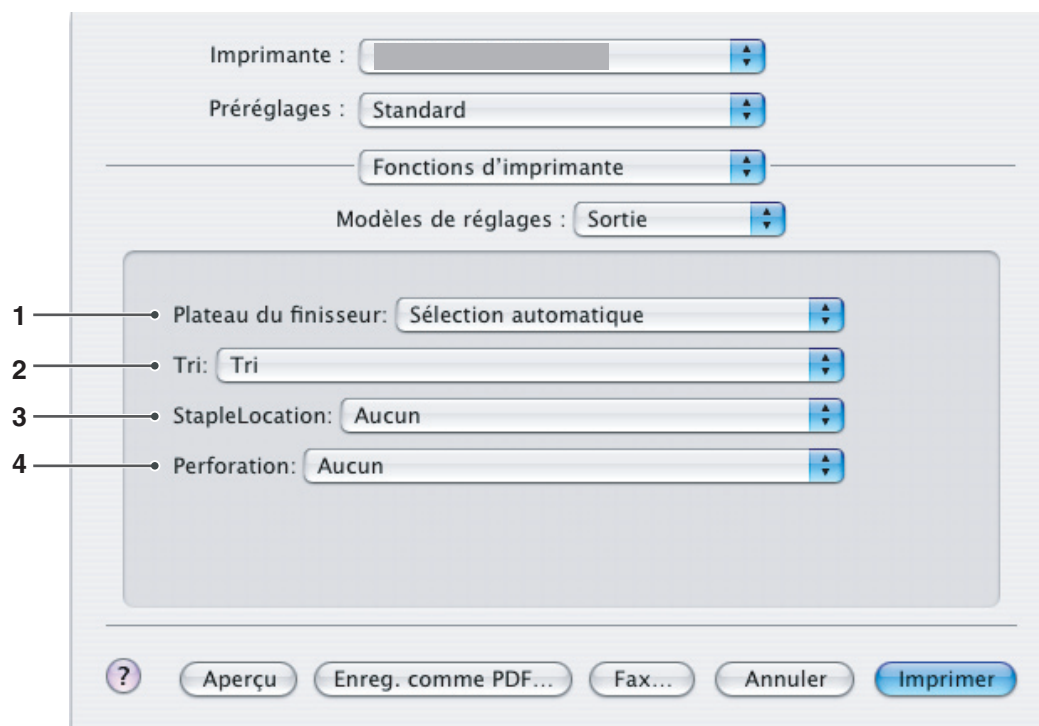 Imprimante :
Préréglages : Standard
Fonctions d'imprimante
Modèles de réglages : Sortie
1 Plateau du finisseur: Sélection automatique
2 Tri: Tri
3 StapleLocation: Aucun
4 Perforation: Aucun
? Aperçu Enreg. comme PDF... Fax... Annuler Imprimer